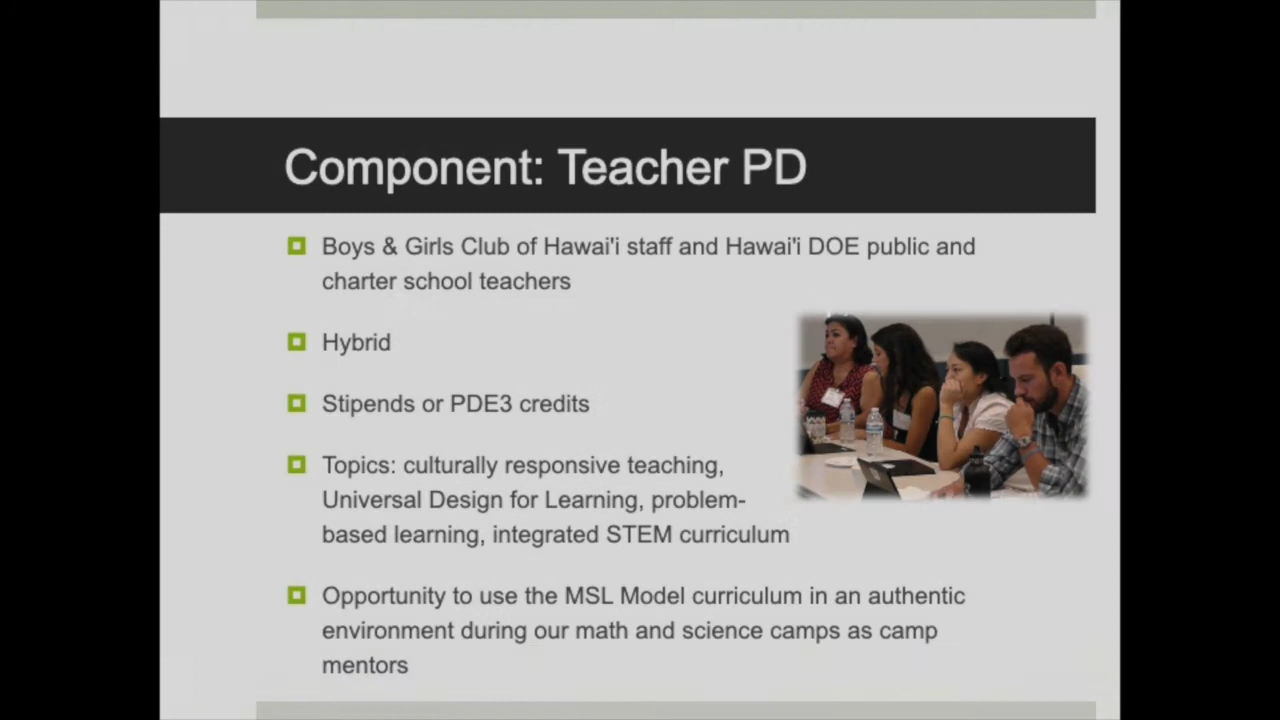 Component: Teacher PD
Boys & Girls Club of Hawai'i staff and Hawai'i DOE public and
charter school teachers
Hybrid
Stipends or PDE3 credits
Topics: culturally responsive teaching,
Universal Design for Learning, problem-
based learning, integrated STEM curriculum
Opportunity to use the MSL Model curriculum in an authentic
environment during our math and science camps as camp
mentors